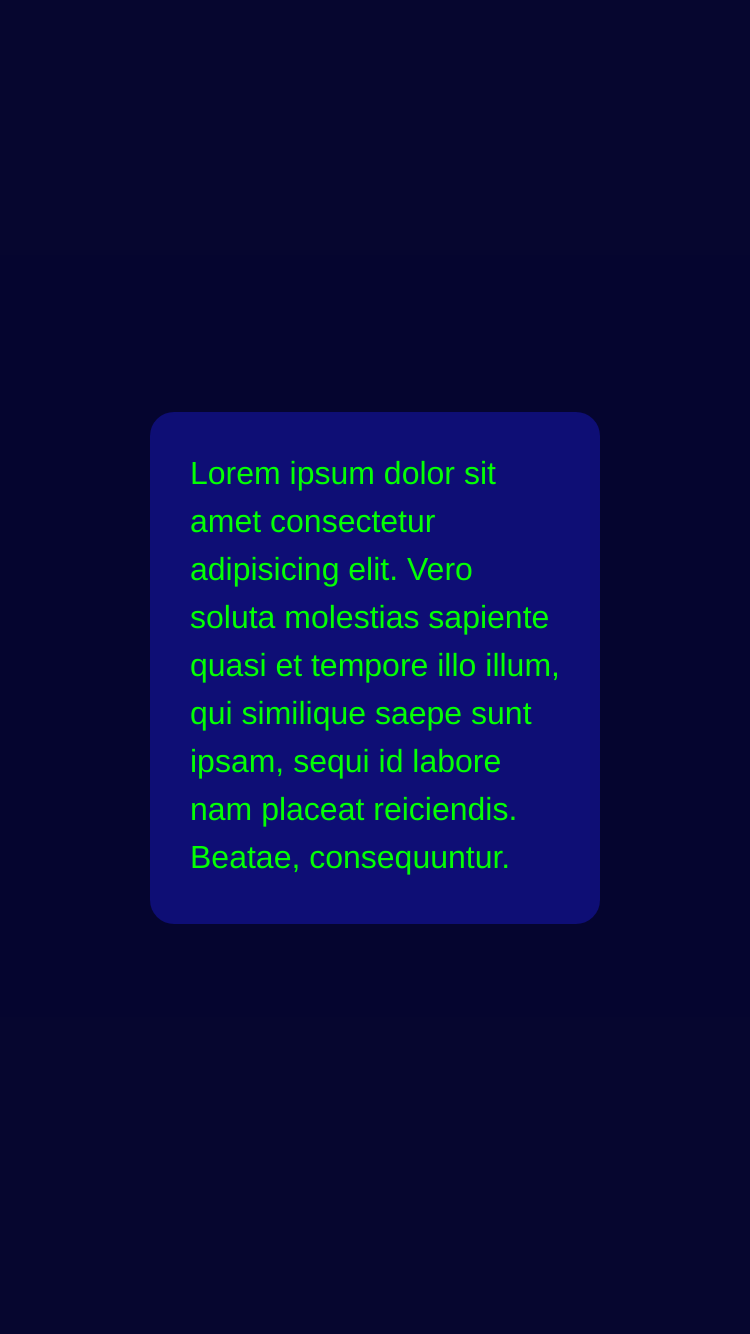 Lorem ipsum dolor sit
amet consectetur
adipisicing elit. Vero
soluta molestias sapiente
quasi et tempore illo illum,
qui similique saepe sunt
ipsam, sequi id labore
nam placeat reiciendis.
Beatae, consequuntur.